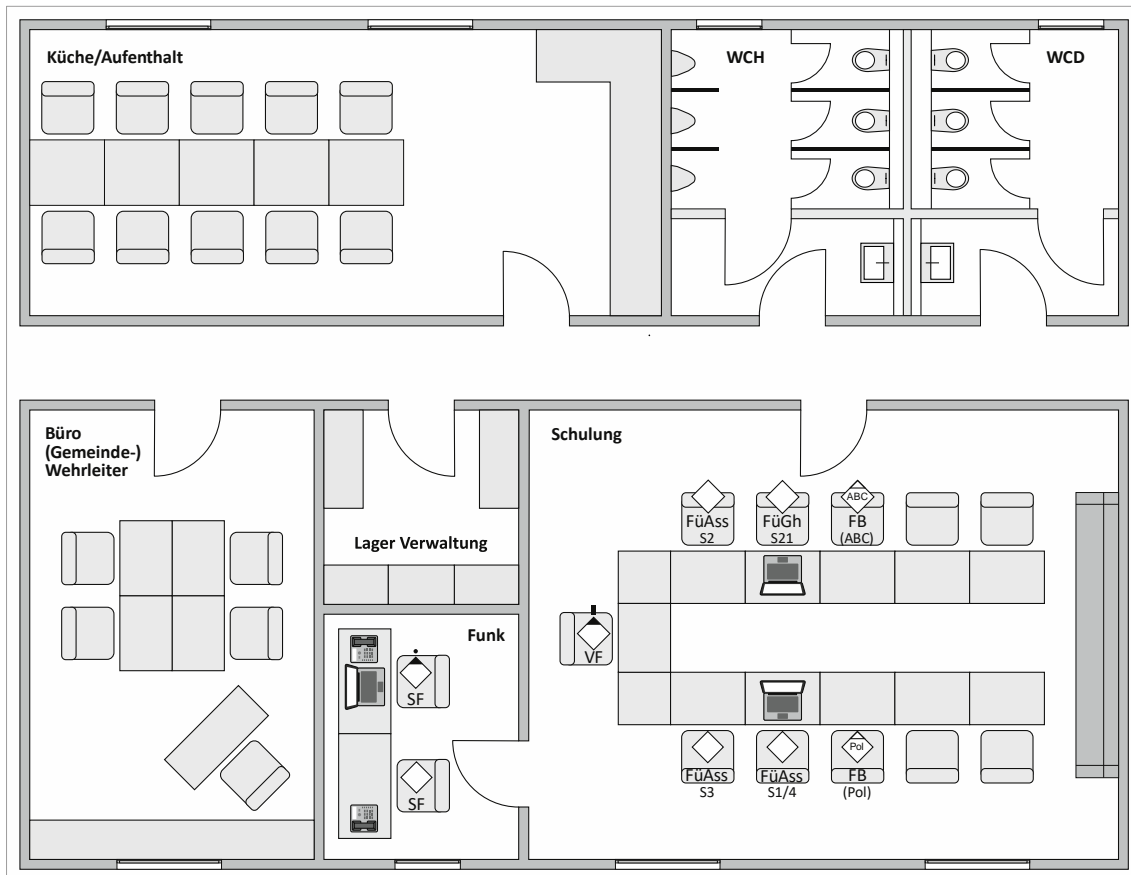 Küche/Aufenthalt
WCH
WCD
Büro
(Gemeinde-)
Wehrleiter
Lager Verwaltung
Funk
SF
SF
Schulung
FüAss
S2
FüGh
S21
ABC
FB
(ABC)
VF
FüAss
S3
FüAss
S1/4
Pol
FB
(Pol)